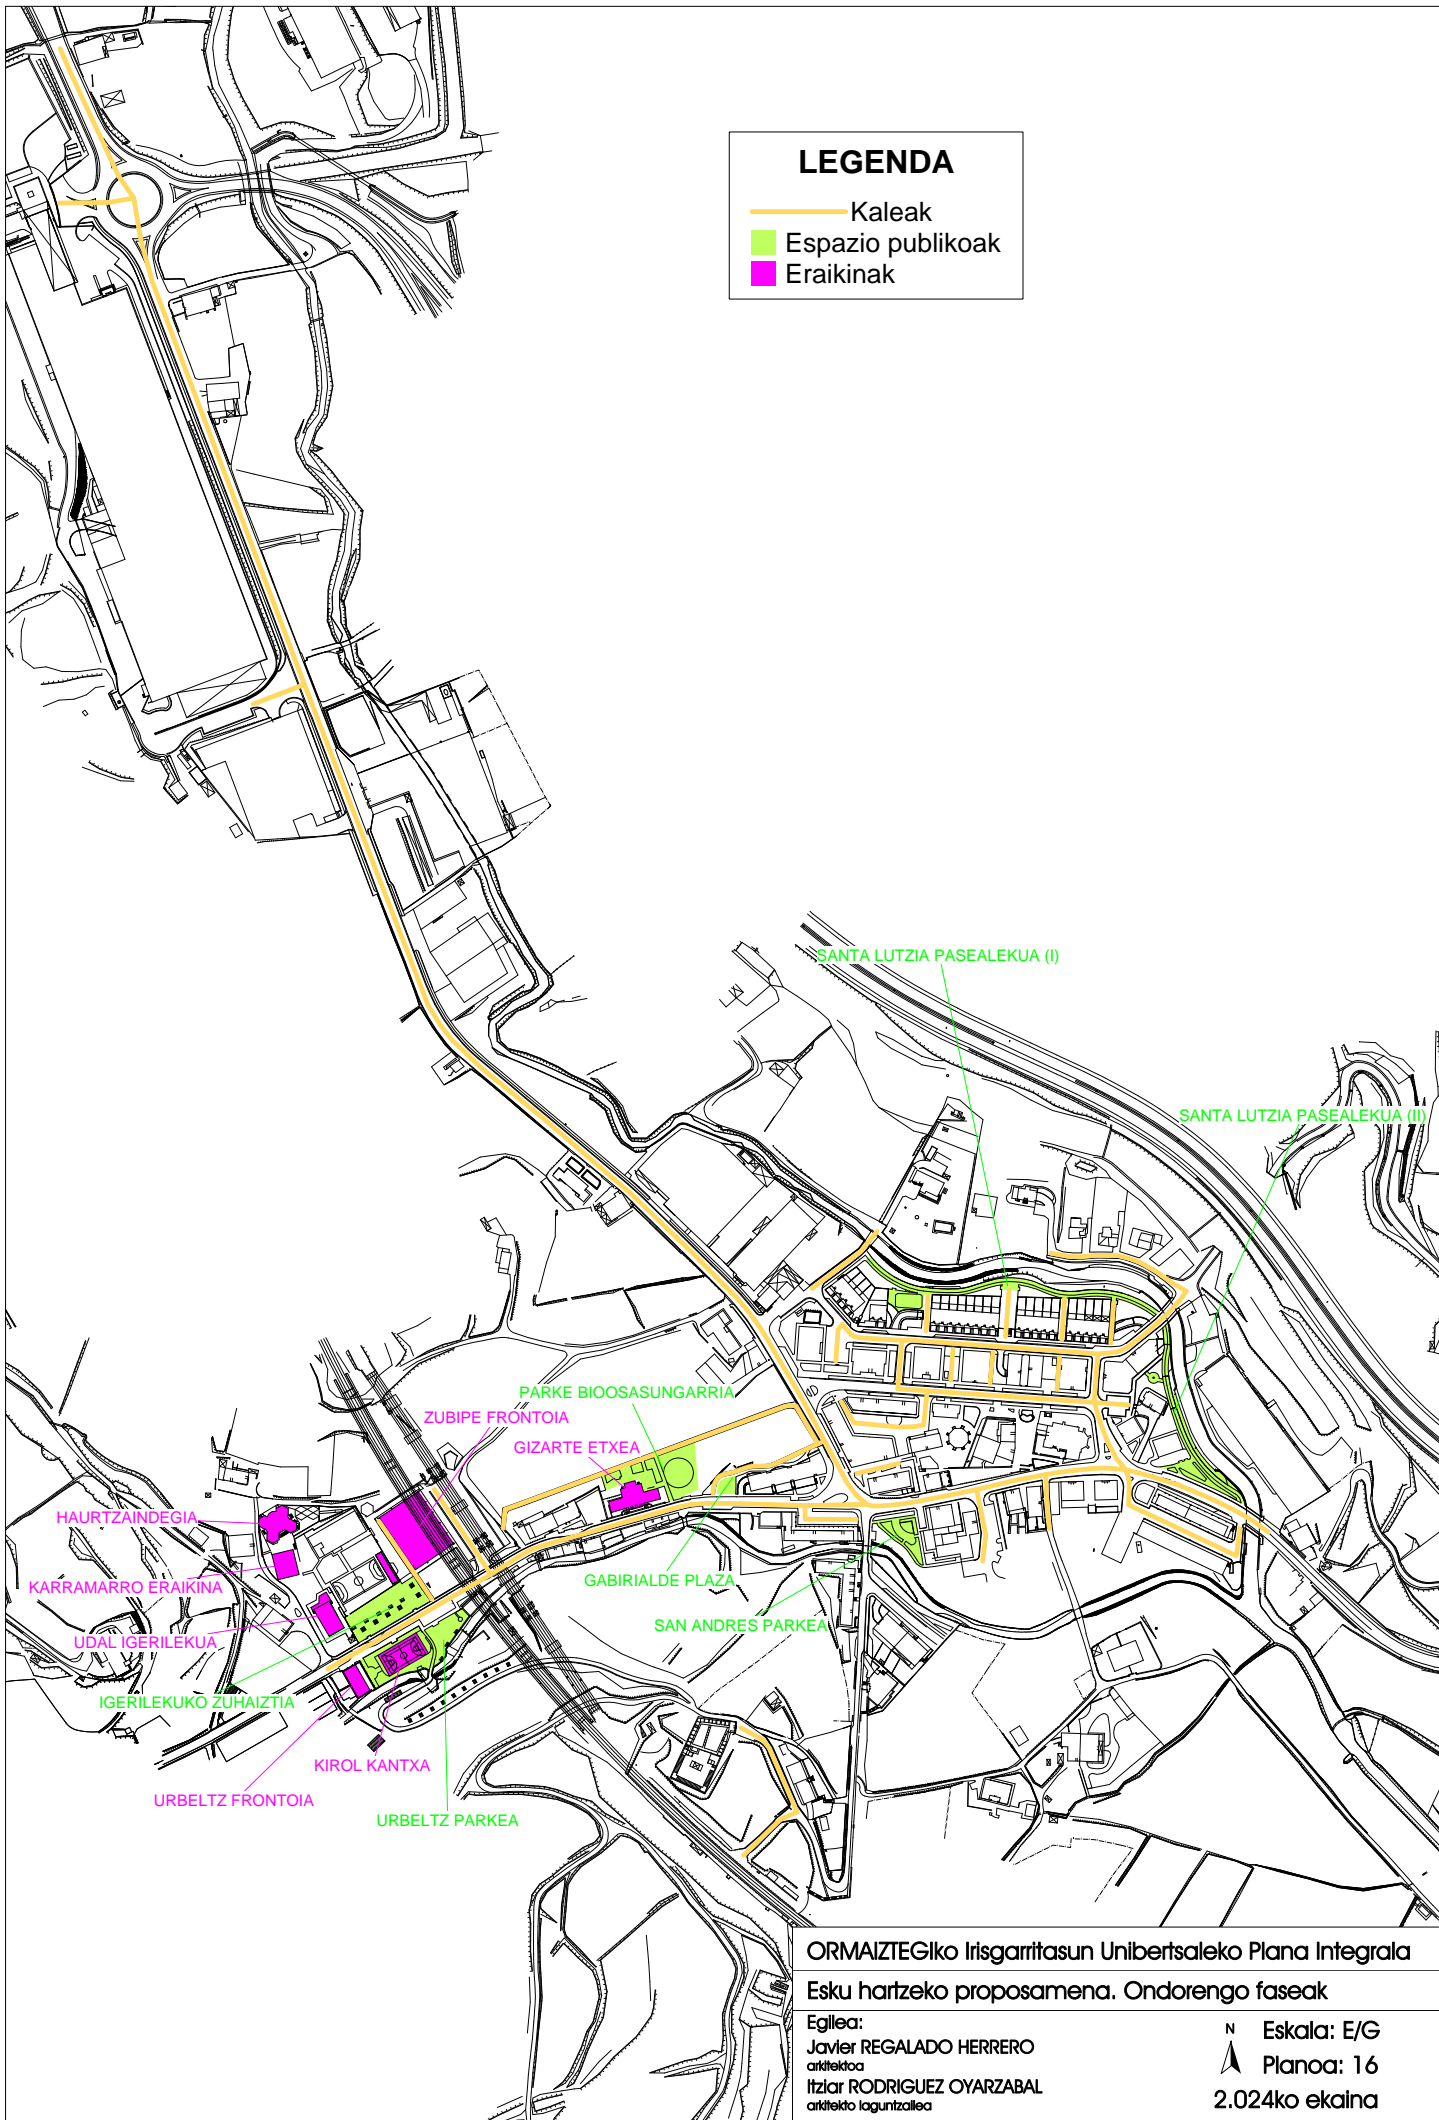 LEGENDA
Kaleak
Espazio publikoak
Eraikinak
SANTA LUTZIA PASEALEKUA (I)
SANTA LUTZIA PASEALEKUA (II)
PARKE BIOOSASUNGARRIA
ZUBIPE FRONTOIA
GIZARTE ETXEA
HAURTZAINDEGIA
KARRAMARRO ERAIKINA
GABIRIALDE PLAZA
SAN ANDRES PARKEA
UDAL IGERILEKUA
IGERILEKUKO ZUHAIZTIA
KIROL KANTXA
URBELTZ FRONTOIA
URBELTZ PARKEA
ORMAIZTEGIko Irisgarritasun Unibertsaleko Plana Integrala
Esku hartzeko proposamena. Ondorengo faseak
Egilea:
Javier REGALADO HERRERO
arkitektoa
Itziar RODRIGUEZ OYARZABAL
arkitekto laguntzailea
N
Eskala: E/G
Planoa: 16
2.024ko ekaina